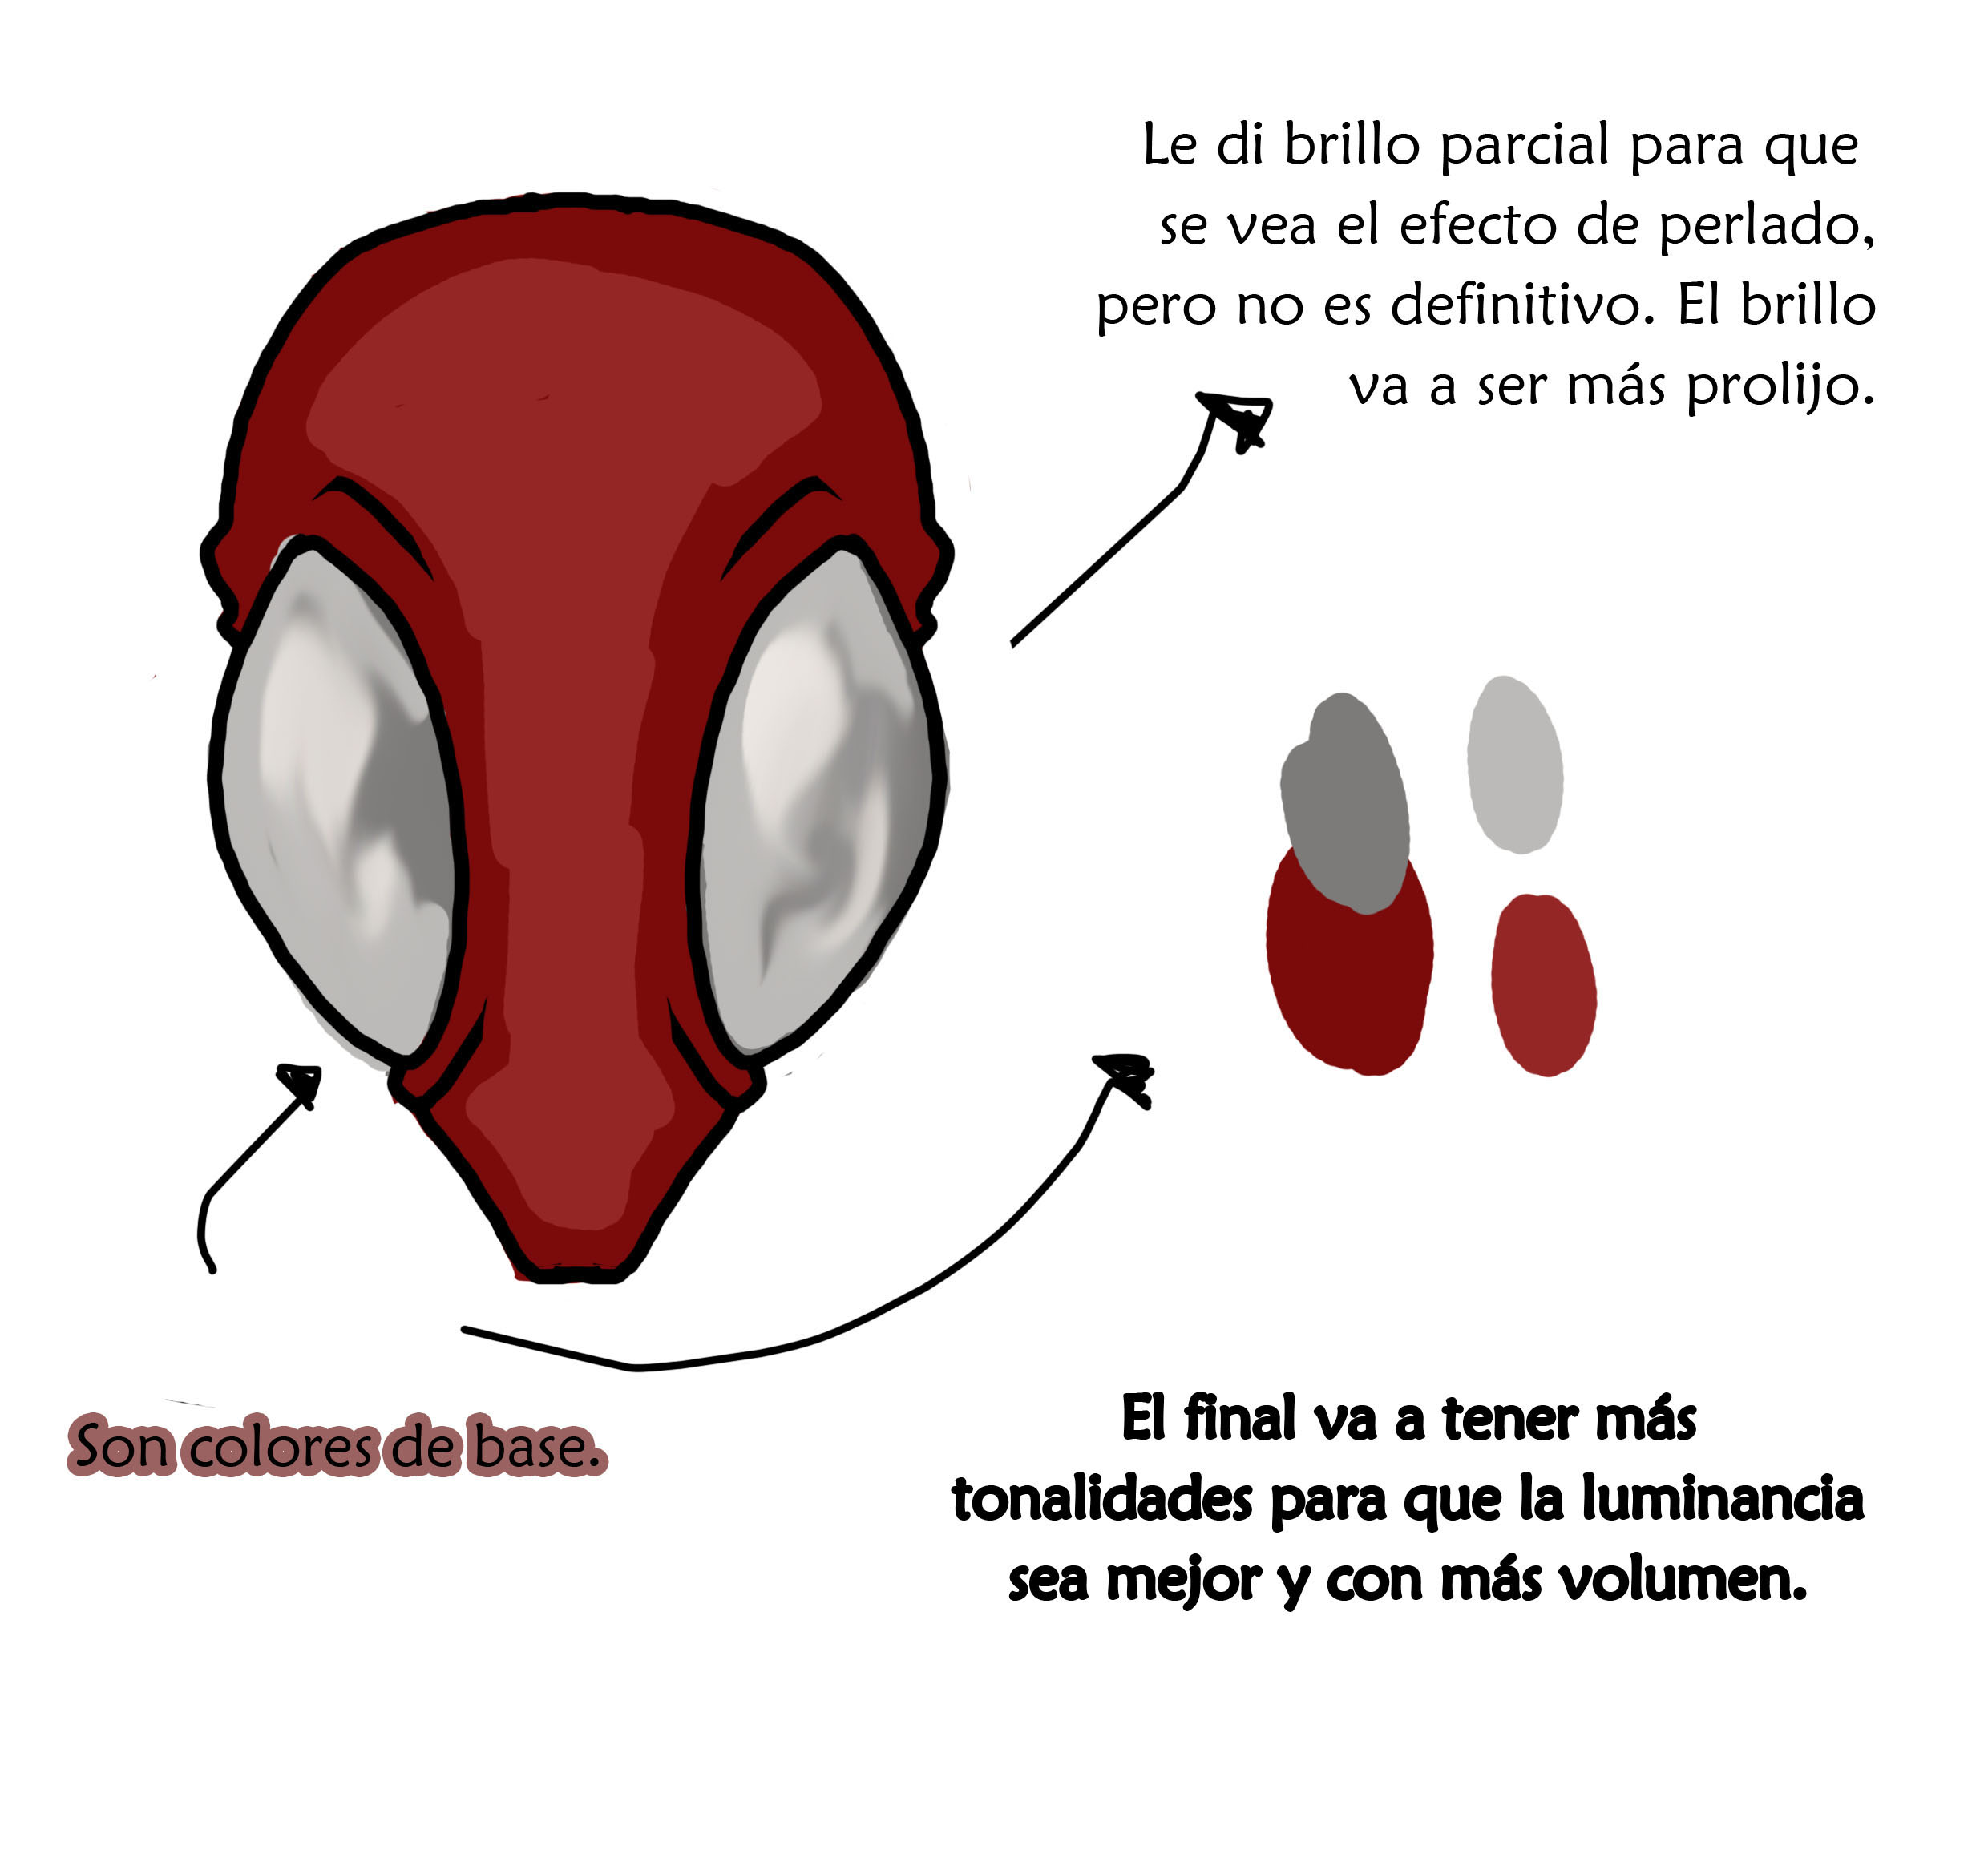 Le di brillo parcial para que
se vea el efecto de perlado,
pero no es definitivo. El brillo
va a ser más prolijo.
Son colores de base.
El final va a tener más
tonalidades para que la luminancia
sea mejor y con más volumen.